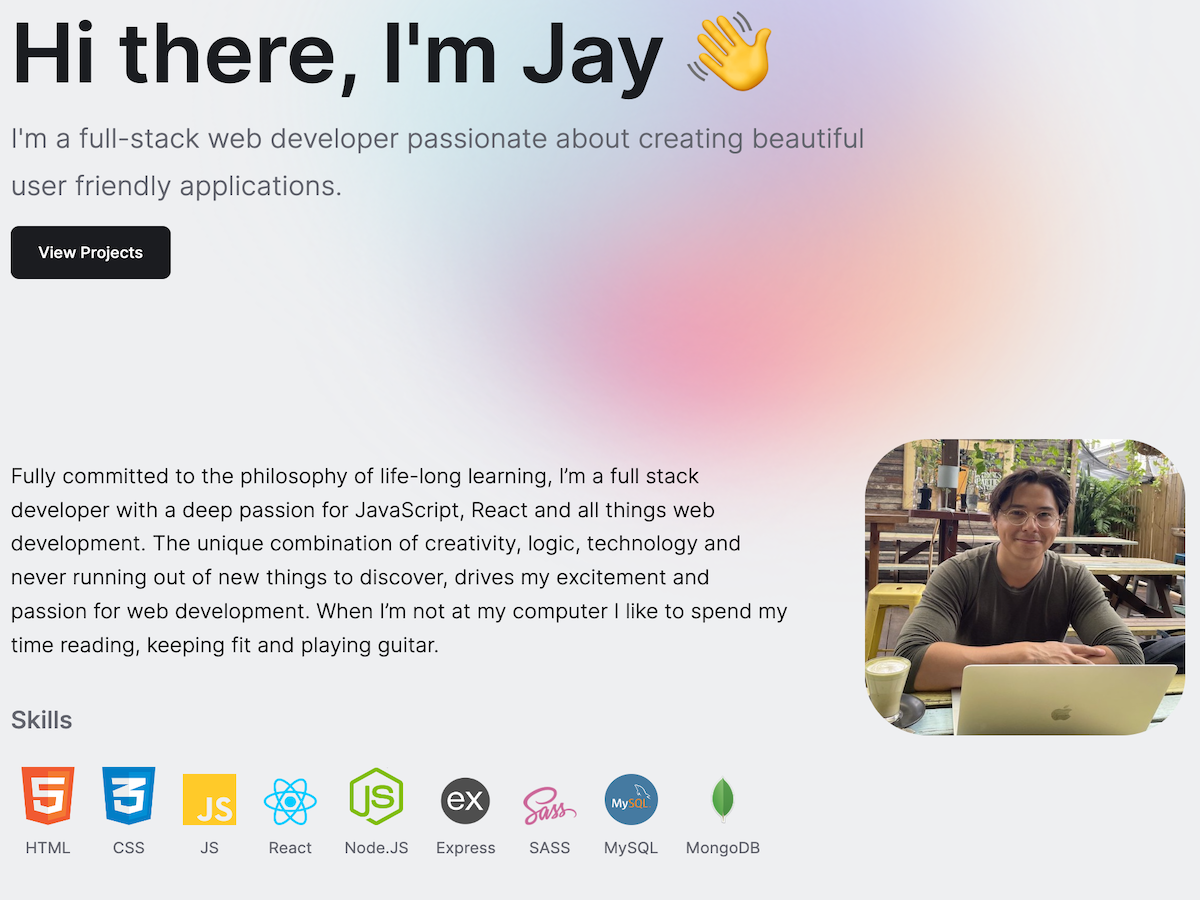 Hi there, I'm Jay 👋
I'm a full-stack web developer passionate about creating beautiful
user friendly applications.
View Projects
Fully committed to the philosophy of life-long learning, I’m a full stack
developer with a deep passion for JavaScript, React and all things web
development. The unique combination of creativity, logic, technology and
never running out of new things to discover, drives my excitement and
passion for web development. When I’m not at my computer I like to spend my
time reading, keeping fit and playing guitar.
Skills
5 3 JS JS ex Sass MySQL
HTML CSS JS React Node.JS Express SASS MySQL MongoDB